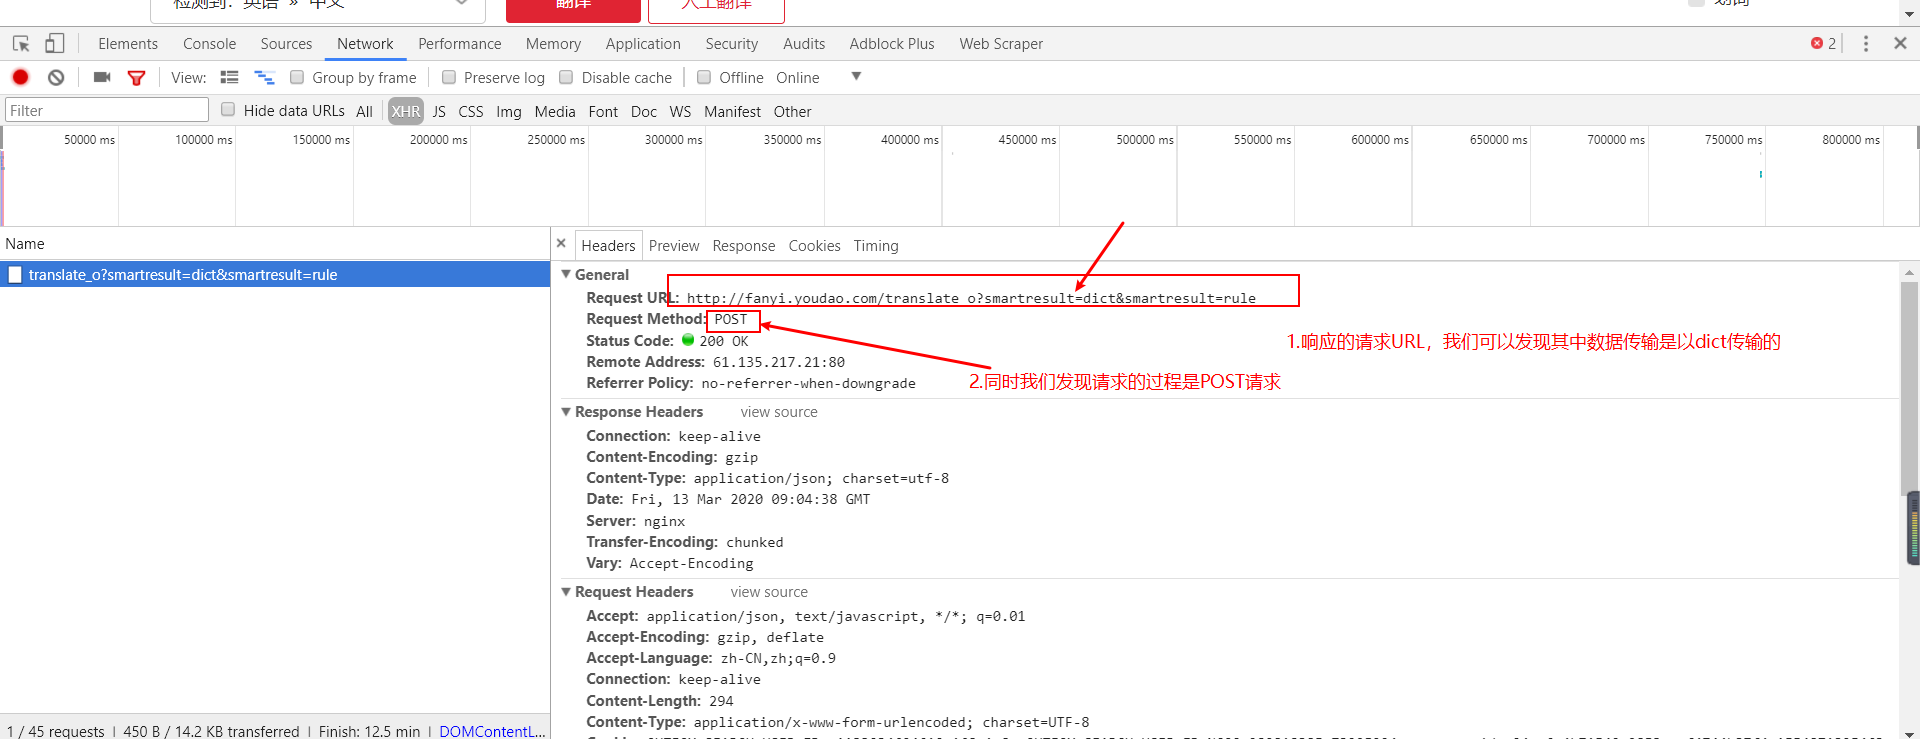 检测到：英语 » 中文
翻译
人工翻译
划词
Elements Console Sources Network Performance Memory Application Security Audits Adblock Plus Web Scraper 2
View: Group by frame Preserve log Disable cache Offline Online
Filter Hide data URLs All XHR JS CSS Img Media Font Doc WS Manifest Other
50000 ms 100000 ms 150000 ms 200000 ms 250000 ms 300000 ms 350000 ms 400000 ms 450000 ms 500000 ms 550000 ms 600000 ms 650000 ms 700000 ms 750000 ms 800000 ms
Name
translate_o?smartresult=dict&smartresult=rule
Headers Preview Response Cookies Timing
General
Request URL: http://fanyi.youdao.com/translate_o?smartresult=dict&smartresult=rule
Request Method: POST
Status Code: 200 OK
1.响应的请求URL，我们可以发现其中数据传输是以dict传输的
Remote Address: 61.135.217.21:80
Referrer Policy: no-referrer-when-downgrade
2.同时我们发现请求的过程是POST请求
Response Headers view source
Connection: keep-alive
Content-Encoding: gzip
Content-Type: application/json; charset=utf-8
Date: Fri, 13 Mar 2020 09:04:38 GMT
Server: nginx
Transfer-Encoding: chunked
Vary: Accept-Encoding
Request Headers view source
Accept: application/json, text/javascript, */*; q=0.01
Accept-Encoding: gzip, deflate
Accept-Language: zh-CN,zh;q=0.9
Connection: keep-alive
Content-Length: 294
Content-Type: application/x-www-form-urlencoded; charset=UTF-8
1 / 45 requests | 450 B / 14.2 KB transferred | Finish: 12.5 min | DOMContentL...